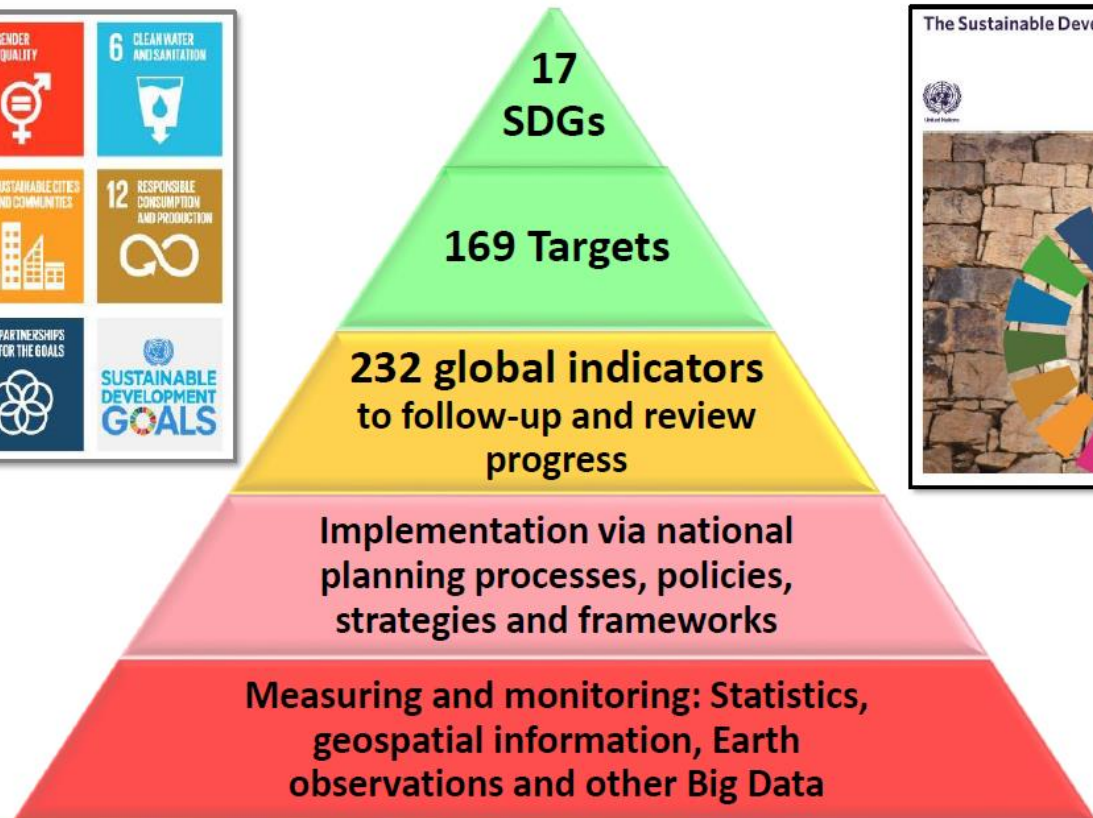 GENDER
QUALITY
6 CLEAN WATER
AND SANITATION
USTAINABLE CITIES
ND COMMUNITIES
12 RESPONSIBLE
CONSUMPTION
AND PRODUCTION
PARTNERSHIPS
FOR THE GOALS
SUSTAINABLE
DEVELOPMENT
GOALS
17
SDGs
169 Targets
232 global indicators
to follow-up and review
progress
Implementation via national
planning processes, policies,
strategies and frameworks
Measuring and monitoring: Statistics,
geospatial information, Earth
observations and other Big Data
The Sustainable Deve
United Nations